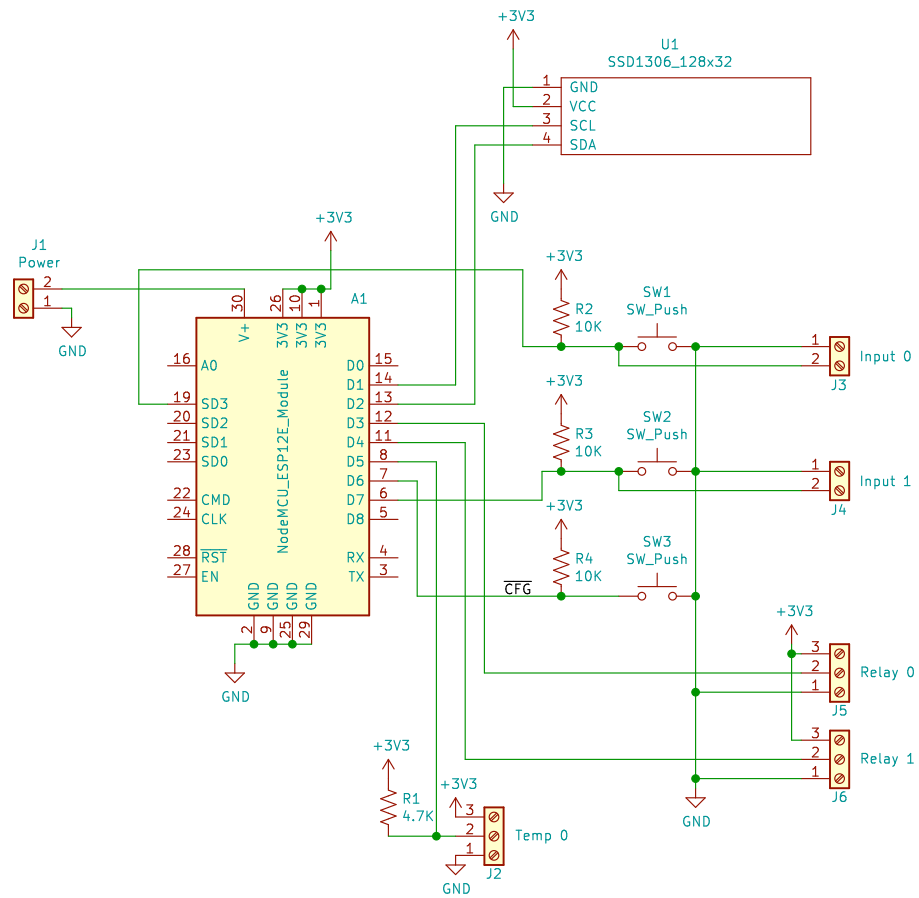 +3V3
U1
SSD1306_128x32
1 GND
2 VCC
3 SCL
4 SDA
GND
+3V3
J1
Power
2
1
GND
30
26
10
1
A1
V+
3V3
3V3
3V3
NodeMCU_ESP12E_Module
16 A0
19 SD3
20 SD2
21 SD1
23 SD0
22 CMD
24 CLK
28 RST
27 EN
D0 15
D1 14
D2 13
D3 12
D4 11
D5 8
D6 7
D7 6
D8 5
RX 4
TX 3
GND
GND
GND
GND
2
9
25
29
GND
+3V3
R2
10K
SW1
SW_Push
1
2
Input 0
J3
+3V3
R3
10K
SW2
SW_Push
1
2
Input 1
J4
+3V3
R4
10K
SW3
SW_Push
CFG
+3V3
3
2
1
Relay 0
J5
3
2
1
Relay 1
J6
GND
+3V3
R1
4.7K
+3V3
3
2
1
Temp 0
J2
GND